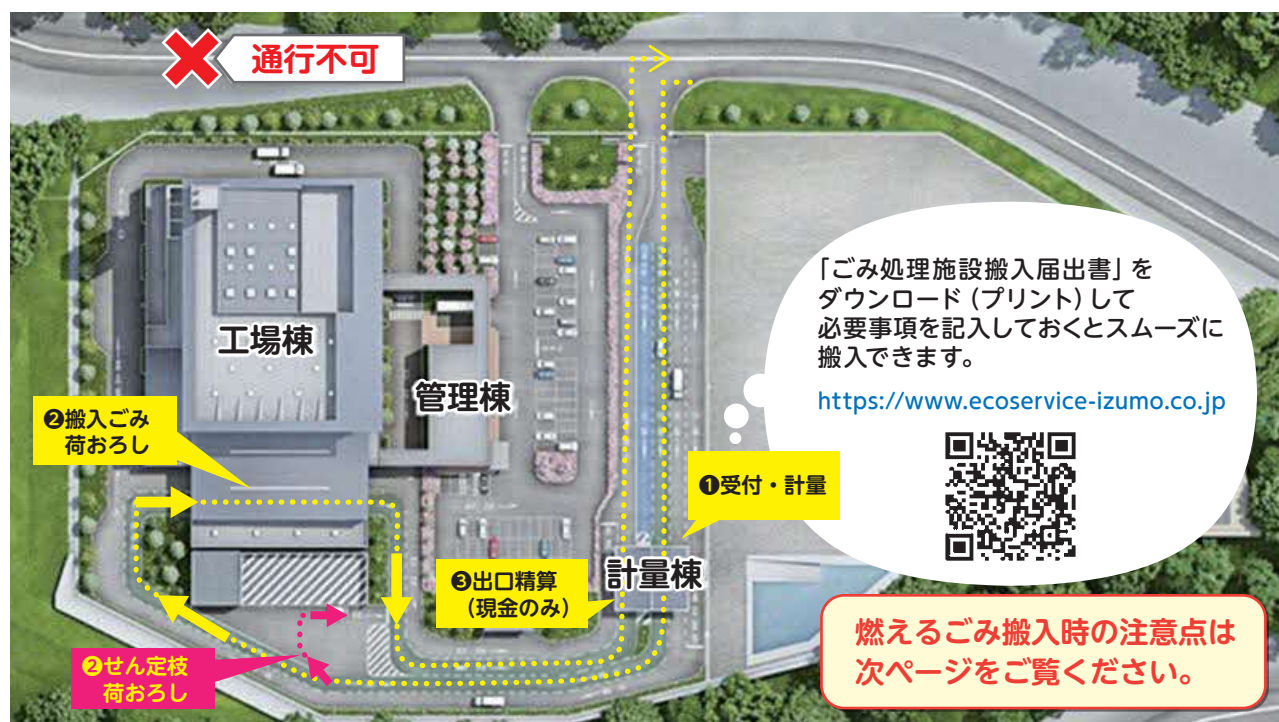 通行不可
工場棟
管理棟
❷搬入ごみ
荷おろし
「ごみ処理施設搬入届出書」を
ダウンロード（プリント）して
必要事項を記入しておくとスムーズに
搬入できます。
https://www.ecoservice-izumo.co.jp
❶受付・計量
計量棟
❸出口精算
（現金のみ）
❷せん定枝
荷おろし
燃えるごみ搬入時の注意点は
次ページをご覧ください。